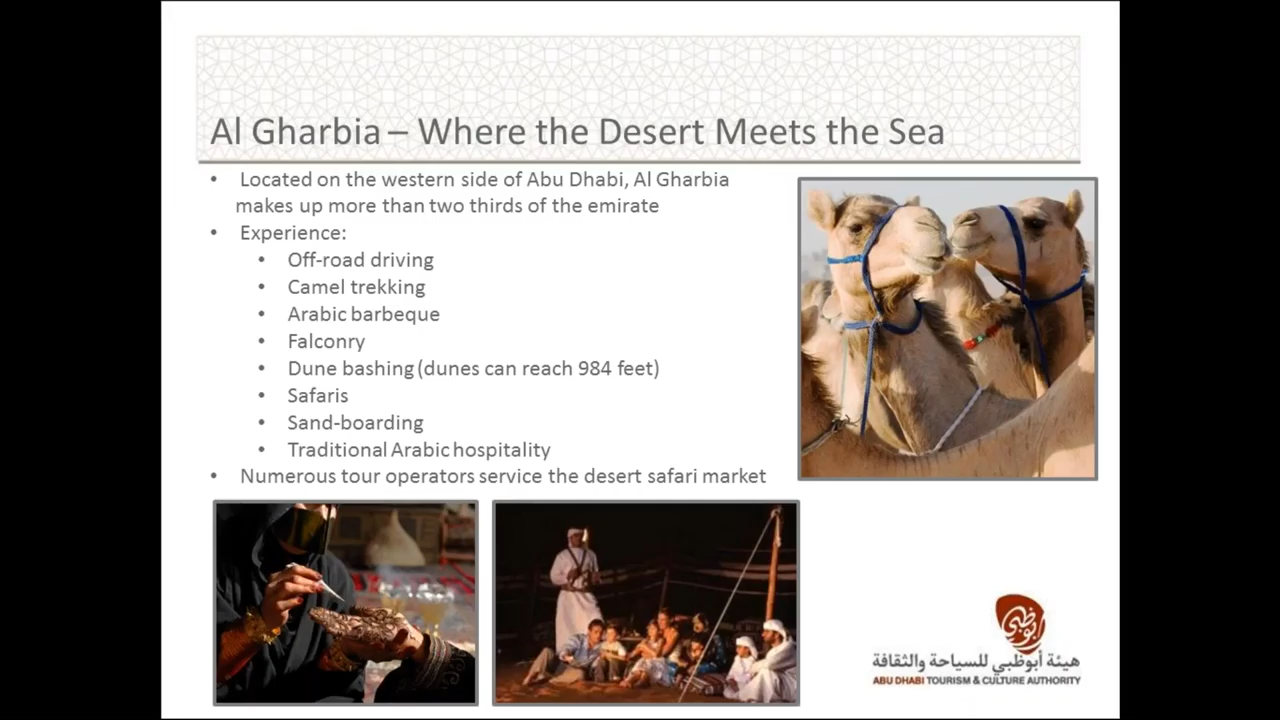 Al Gharbia – Where the Desert Meets the Sea
• Located on the western side of Abu Dhabi, Al Gharbia
makes up more than two thirds of the emirate
• Experience:
• Off-road driving
• Camel trekking
• Arabic barbeque
• Falconry
• Dune bashing (dunes can reach 984 feet)
• Safaris
• Sand-boarding
• Traditional Arabic hospitality
• Numerous tour operators service the desert safari market
أبوظبي
هيئة أبوظبي للسياحة والثقافة
ABU DHABI TOURISM & CULTURE AUTHORITY